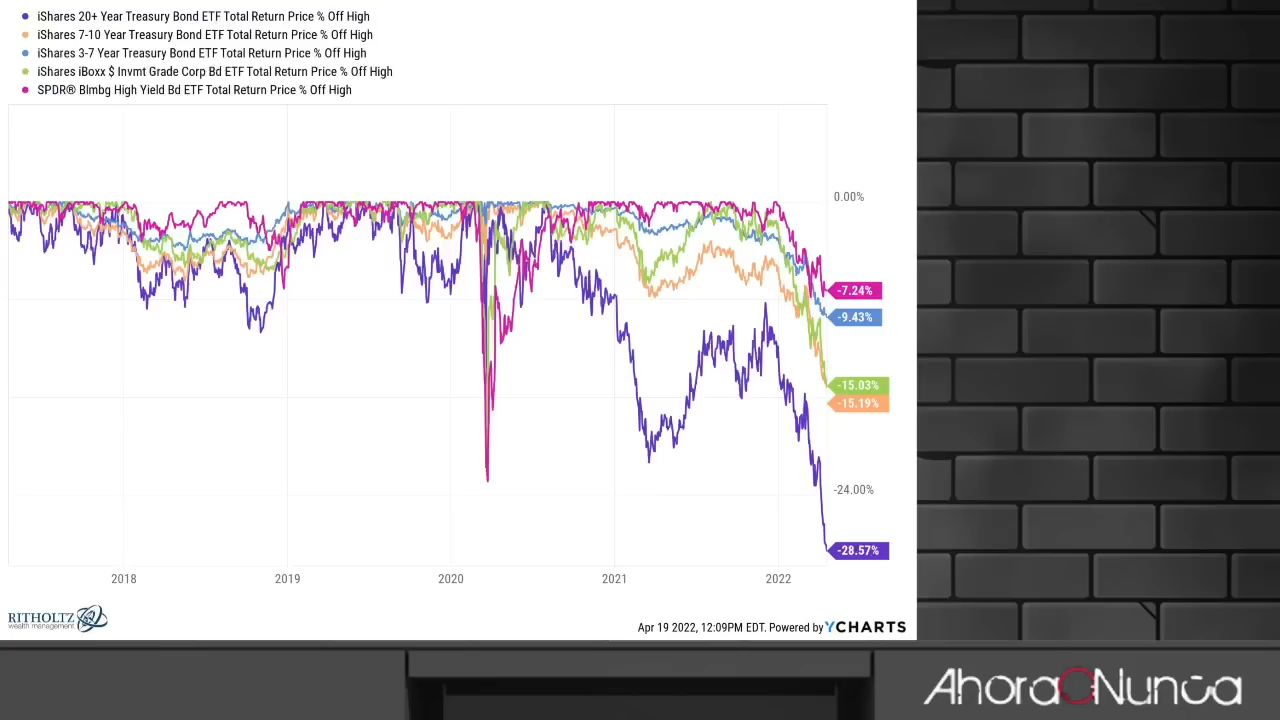 iShares 20+ Year Treasury Bond ETF Total Return Price % Off High
iShares 7-10 Year Treasury Bond ETF Total Return Price % Off High
iShares 3-7 Year Treasury Bond ETF Total Return Price % Off High
iShares iBoxx $ Invmt Grade Corp Bd ETF Total Return Price % Off High
SPDR® Blmbg High Yield Bd ETF Total Return Price % Off High
0.00%
-7.24%
-9.43%
-15.03%
-15.19%
-24.00%
-28.57%
2018 2019 2020 2021 2022
RITHOLTZ
wealth management
Apr 19 2022, 12:09PM EDT. Powered by YCHARTS
Ahora O Nunca